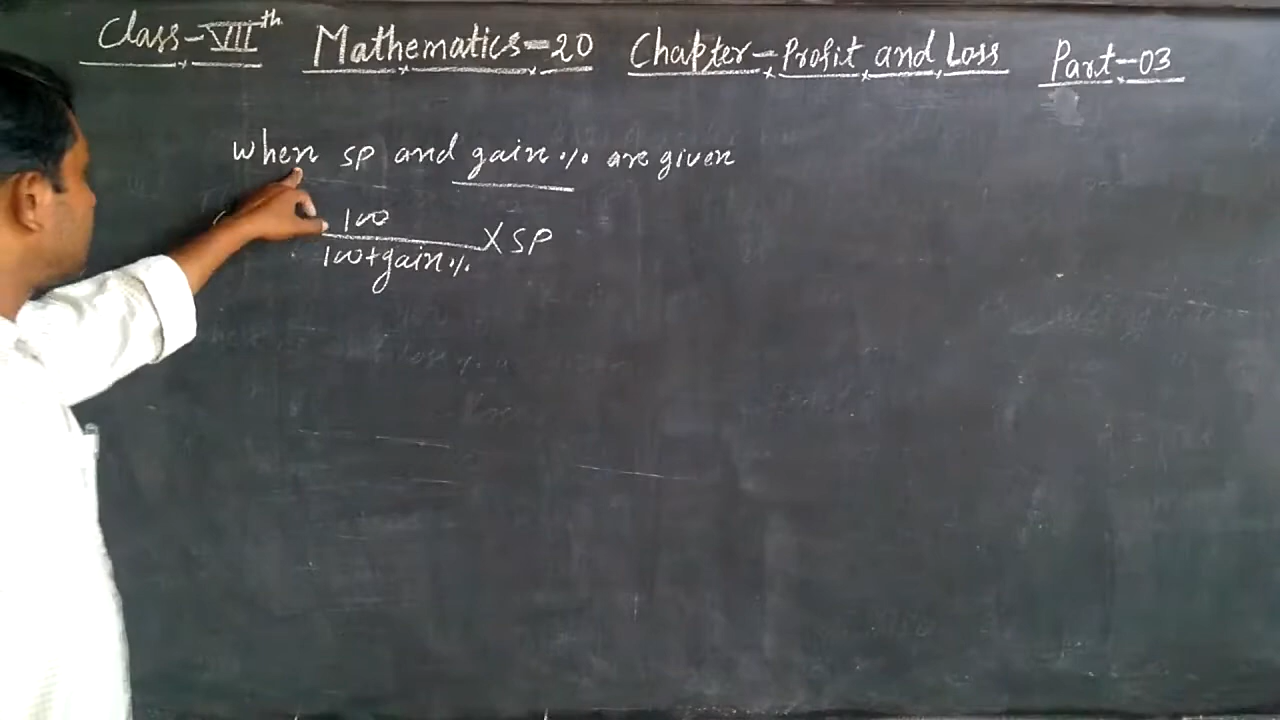 Class-VIIth Mathematics-20 Chapter-Profit and Loss Part-03
When SP and gain % are given
100
100+gain% X SP